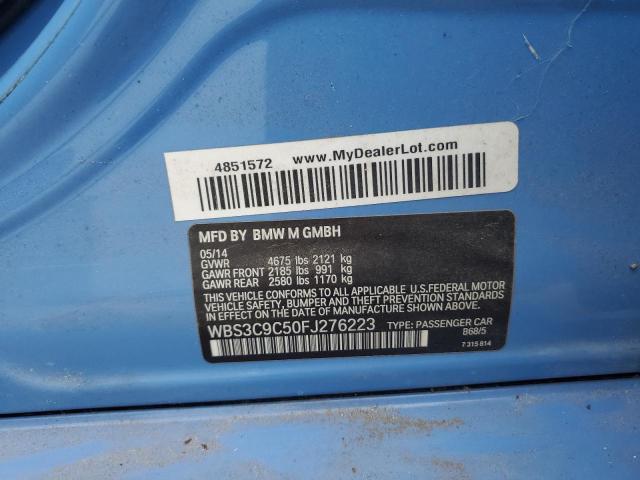 4851572 www.MyDealerLot.com
MFD BY BMW M GMBH
05/14
GVWR 4675 lbs 2121 kg
GAWR FRONT 2185 lbs 991 kg
GAWR REAR 2580 lbs 1170 kg
THIS VEHICLE CONFORMS TO ALL APPLICABLE U.S.FEDERAL MOTOR
VEHICLE SAFETY, BUMPER AND THEFT PREVENTION STANDARDS
IN EFFECT ON THE DATE OF MANUFACTURE SHOWN ABOVE.
WBS3C9C50FJ276223 TYPE: PASSENGER CAR
B68/5
7 315 814